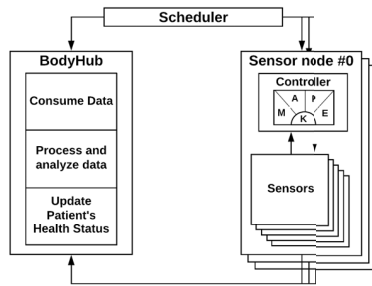 Scheduler
BodyHub
Sensor node #0
Consume Data
Controller
A
M
K
E
Process and
analyze data
Sensors
Update
Patient's
Health Status